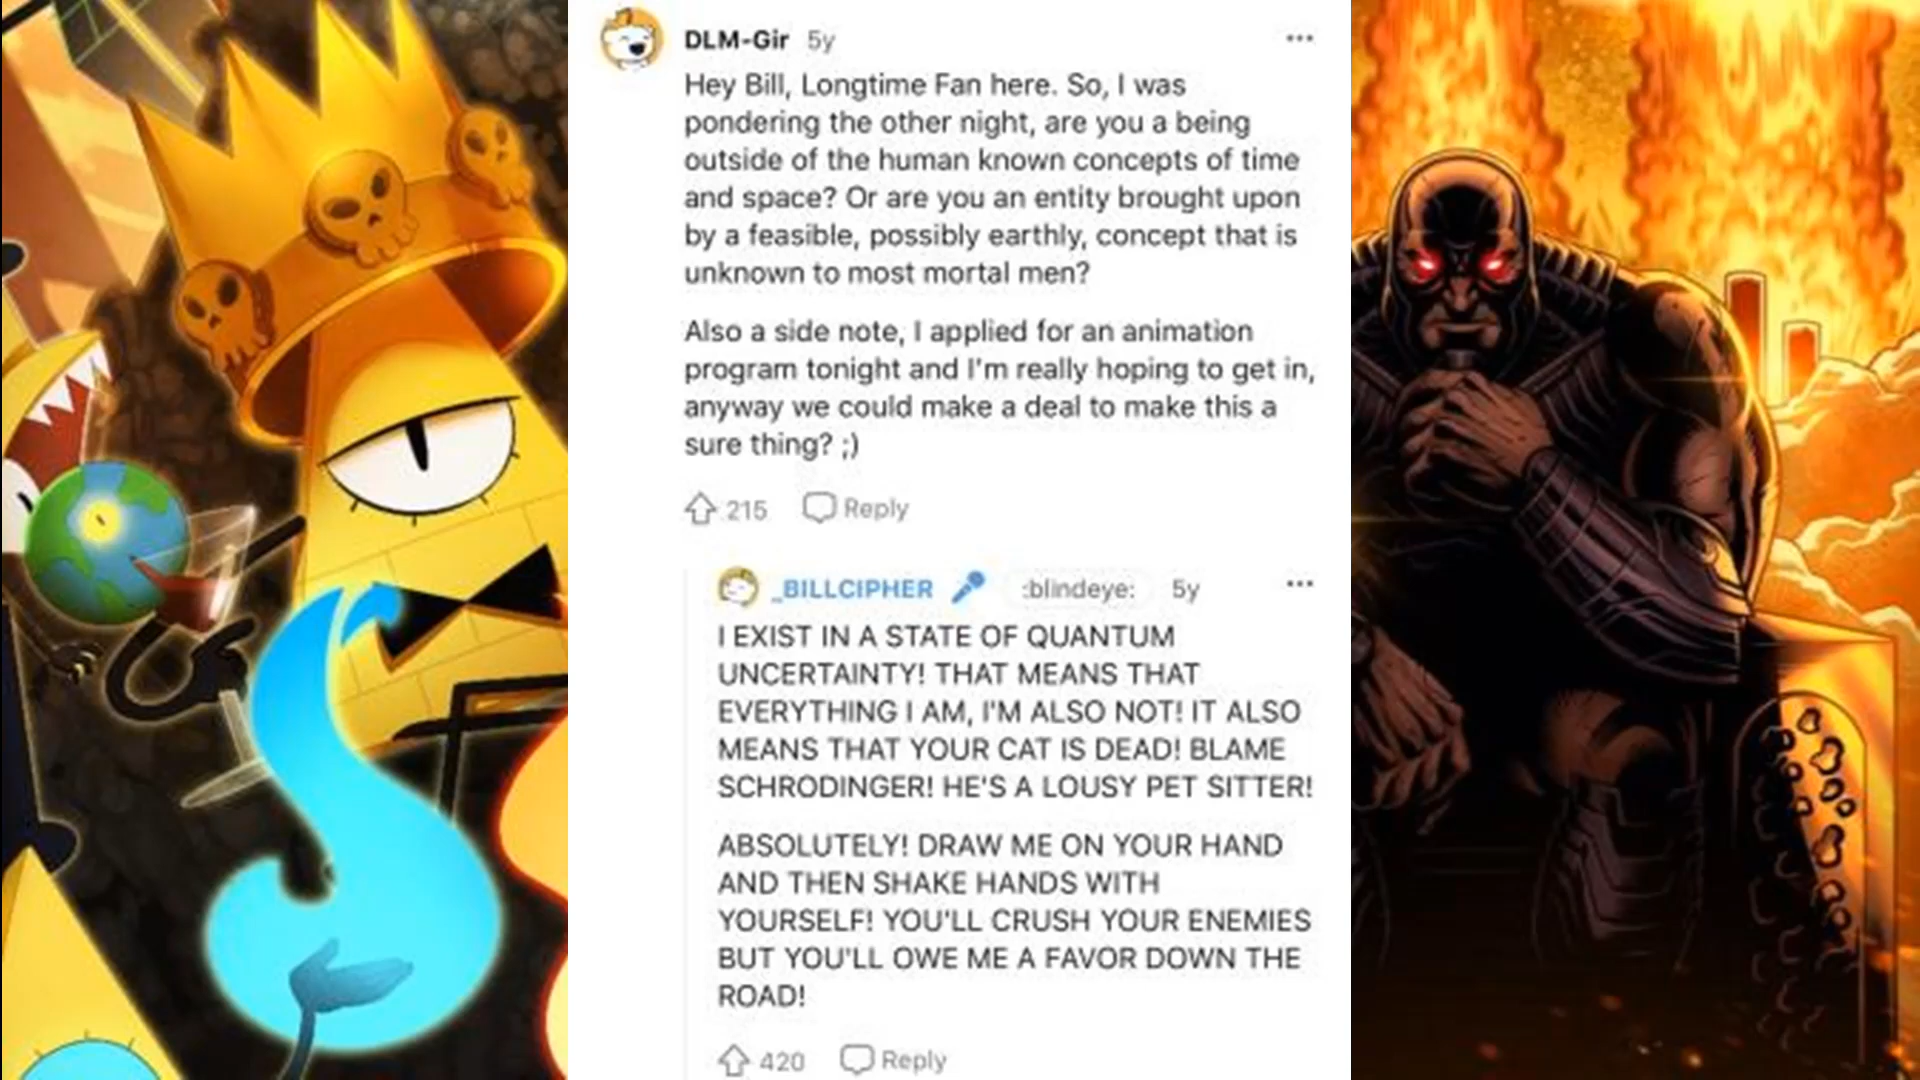 DLM-Gir 5y
Hey Bill, Longtime Fan here. So, I was
pondering the other night, are you a being
outside of the human known concepts of time
and space? Or are you an entity brought upon
by a feasible, possibly earthly, concept that is
unknown to most mortal men?
Also a side note, I applied for an animation
program tonight and I'm really hoping to get in,
anyway we could make a deal to make this a
sure thing? ;)
215 Reply
_BILLCIPHER :blindeye: 5y
I EXIST IN A STATE OF QUANTUM
UNCERTAINTY! THAT MEANS THAT
EVERYTHING I AM, I'M ALSO NOT! IT ALSO
MEANS THAT YOUR CAT IS DEAD! BLAME
SCHRODINGER! HE'S A LOUSY PET SITTER!
ABSOLUTELY! DRAW ME ON YOUR HAND
AND THEN SHAKE HANDS WITH
YOURSELF! YOU'LL CRUSH YOUR ENEMIES
BUT YOU'LL OWE ME A FAVOR DOWN THE
ROAD!
420 Reply